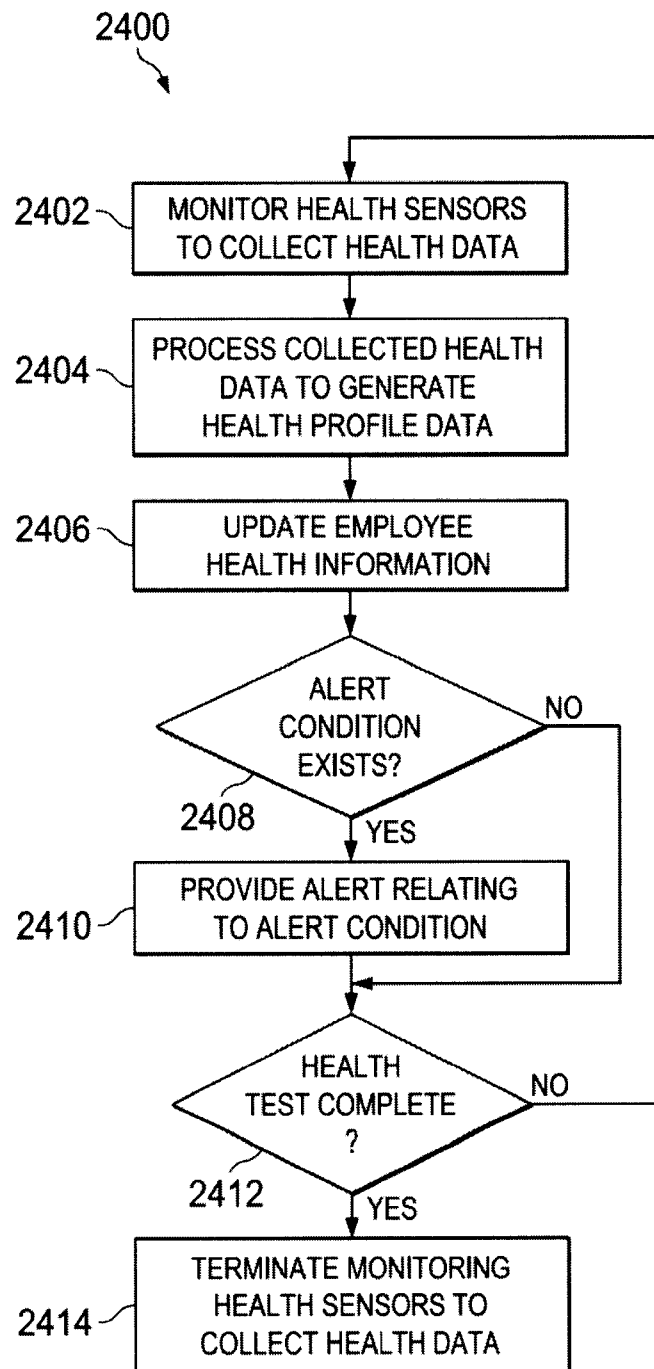 2400
2402
MONITOR HEALTH SENSORS
TO COLLECT HEALTH DATA
2404
PROCESS COLLECTED HEALTH
DATA TO GENERATE
HEALTH PROFILE DATA
2406
UPDATE EMPLOYEE
HEALTH INFORMATION
ALERT
CONDITION
EXISTS?
NO
2408
YES
2410
PROVIDE ALERT RELATING
TO ALERT CONDITION
HEALTH
TEST COMPLETE
?
NO
2412
YES
2414
TERMINATE MONITORING
HEALTH SENSORS TO
COLLECT HEALTH DATA